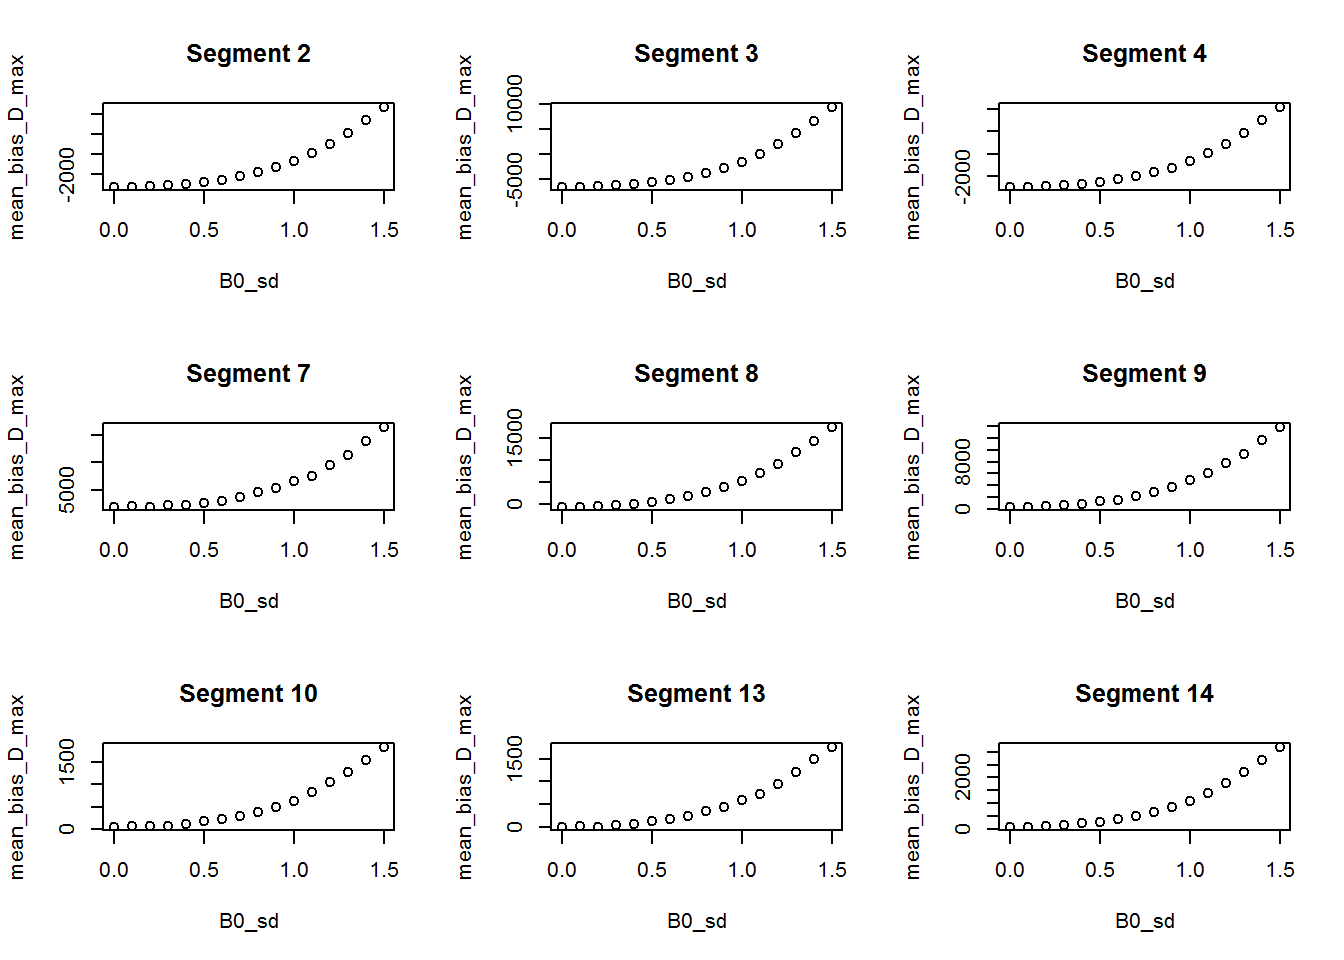 Segment 2
mean_bias_D_max
-2000
0.0 0.5 1.0 1.5
B0_sd
Segment 3
mean_bias_D_max
-5000 10000
0.0 0.5 1.0 1.5
B0_sd
Segment 4
mean_bias_D_max
-2000
0.0 0.5 1.0 1.5
B0_sd
Segment 7
mean_bias_D_max
5000
0.0 0.5 1.0 1.5
B0_sd
Segment 8
mean_bias_D_max
0 15000
0.0 0.5 1.0 1.5
B0_sd
Segment 9
mean_bias_D_max
0 8000
0.0 0.5 1.0 1.5
B0_sd
Segment 10
mean_bias_D_max
0 1500
0.0 0.5 1.0 1.5
B0_sd
Segment 13
mean_bias_D_max
0 1500
0.0 0.5 1.0 1.5
B0_sd
Segment 14
mean_bias_D_max
0 2000
0.0 0.5 1.0 1.5
B0_sd